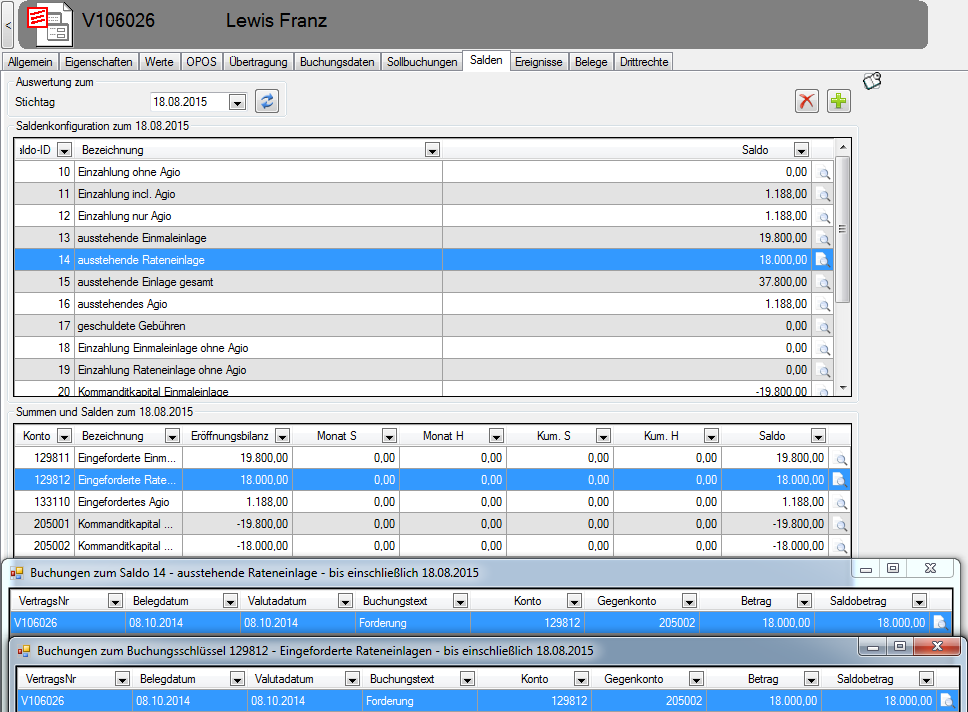 < V106026 Lewis Franz
Allgemein Eigenschaften Werte OPOS Übertragung Buchungsdaten Sollbuchungen Salden Ereignisse Belege Drittrechte
Auswertung zum
Stichtag 18.08.2015
Saldenkonfiguration zum 18.08.2015
ldo-ID Bezeichnung Saldo
10 Einzahlung ohne Agio 0,00
11 Einzahlung incl. Agio 1.188,00
12 Einzahlung nur Agio 1.188,00
13 ausstehende Einmaleinlage 19.800,00
14 ausstehende Rateneinlage 18.000,00
15 ausstehende Einlage gesamt 37.800,00
16 ausstehendes Agio 1.188,00
17 geschuldete Gebühren 0,00
18 Einzahlung Einmaleinlage ohne Agio 0,00
19 Einzahlung Rateneinlage ohne Agio 0,00
20 Kommanditkapital Einmaleinlage -19.800,00
Summen und Salden zum 18.08.2015
Konto Bezeichnung Eröffnungsbilanz Monat S Monat H Kum. S Kum. H Saldo
129811 Eingeforderte Einm... 19.800,00 0,00 0,00 0,00 0,00 19.800,00
129812 Eingeforderte Rate... 18.000,00 0,00 0,00 0,00 0,00 18.000,00
133110 Eingefordertes Agio 1.188,00 0,00 0,00 0,00 0,00 1.188,00
205001 Kommanditkapital ... -19.800,00 0,00 0,00 0,00 0,00 -19.800,00
205002 Kommanditkapital ... -18.000,00 0,00 0,00 0,00 0,00 -18.000,00
Buchungen zum Saldo 14 - ausstehende Rateneinlage - bis einschließlich 18.08.2015
VertragsNr Belegdatum Valutadatum Buchungstext Konto Gegenkonto Betrag Saldobetrag
V106026 08.10.2014 08.10.2014 Forderung 129812 205002 18.000,00 18.000,00
Buchungen zum Buchungsschlüssel 129812 - Eingeforderte Rateneinlagen - bis einschließlich 18.08.2015
VertragsNr Belegdatum Valutadatum Buchungstext Konto Gegenkonto Betrag Saldobetrag
V106026 08.10.2014 08.10.2014 Forderung 129812 205002 18.000,00 18.000,00